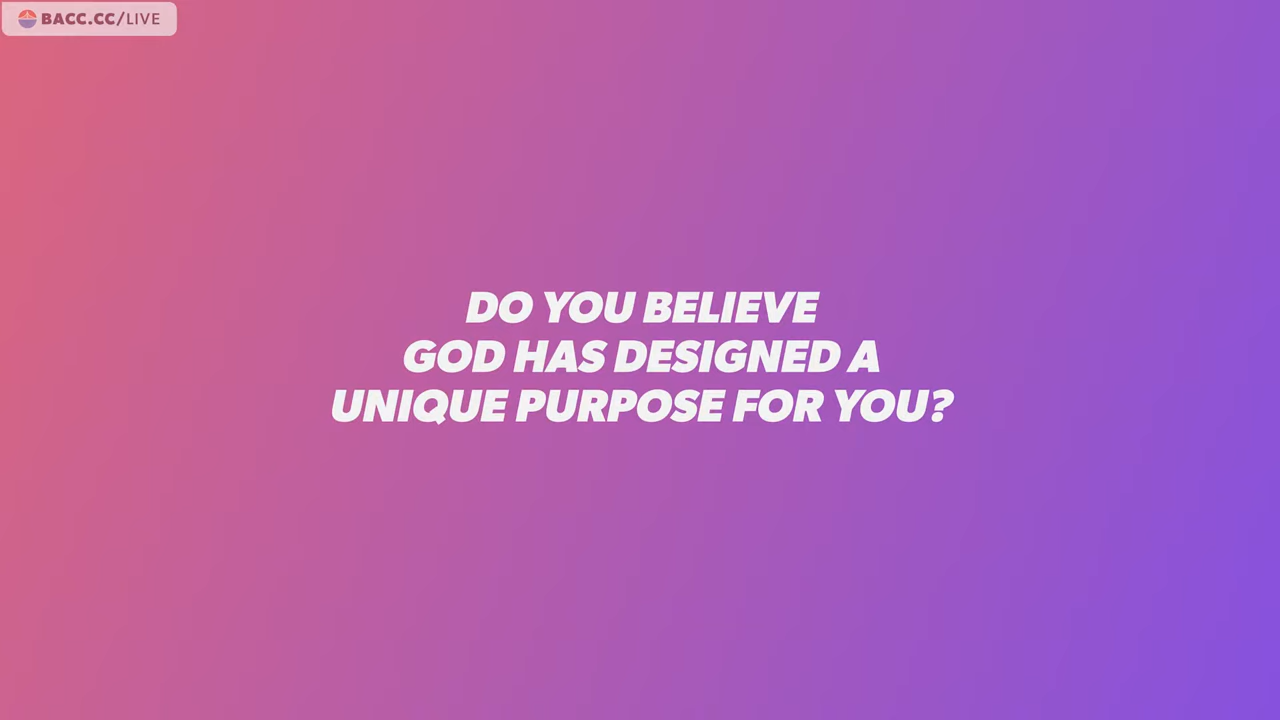 BACC.CC/LIVE
DO YOU BELIEVE
GOD HAS DESIGNED A
UNIQUE PURPOSE FOR YOU?